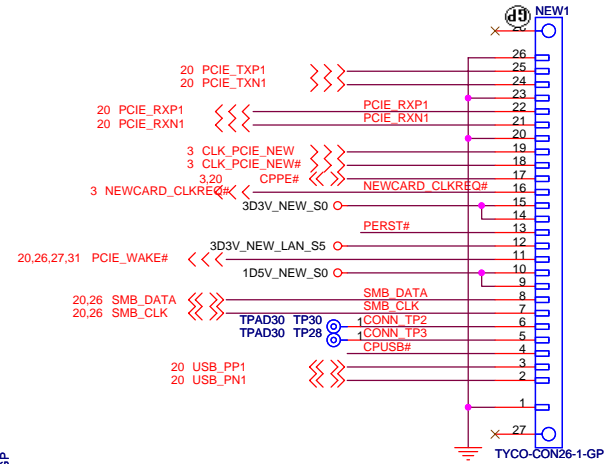 GP NEW1
26
20 PCIE_TXP1 25
20 PCIE_TXN1 24
23
20 PCIE_RXP1 PCIE_RXP1 22
20 PCIE_RXN1 PCIE_RXN1 21
20
3 CLK_PCIE_NEW 19
3 CLK_PCIE_NEW# 18
3,20 CPPE# 17
3 NEWCARD_CLKREQ# NEWCARD_CLKREQ# 16
3D3V_NEW_S0 15
14
PERST# 13
3D3V_NEW_LAN_S5 12
20,26,27,31 PCIE_WAKE# 11
1D5V_NEW_S0 10
9
20,26 SMB_DATA SMB_DATA 8
20,26 SMB_CLK SMB_CLK 7
TPAD30 TP30 1 CONN_TP2 6
TPAD30 TP28 1 CONN_TP3 5
CPUSB# 4
20 USB_PP1 3
20 USB_PN1 2
1
27
TYCO-CON26-1-GP
GP